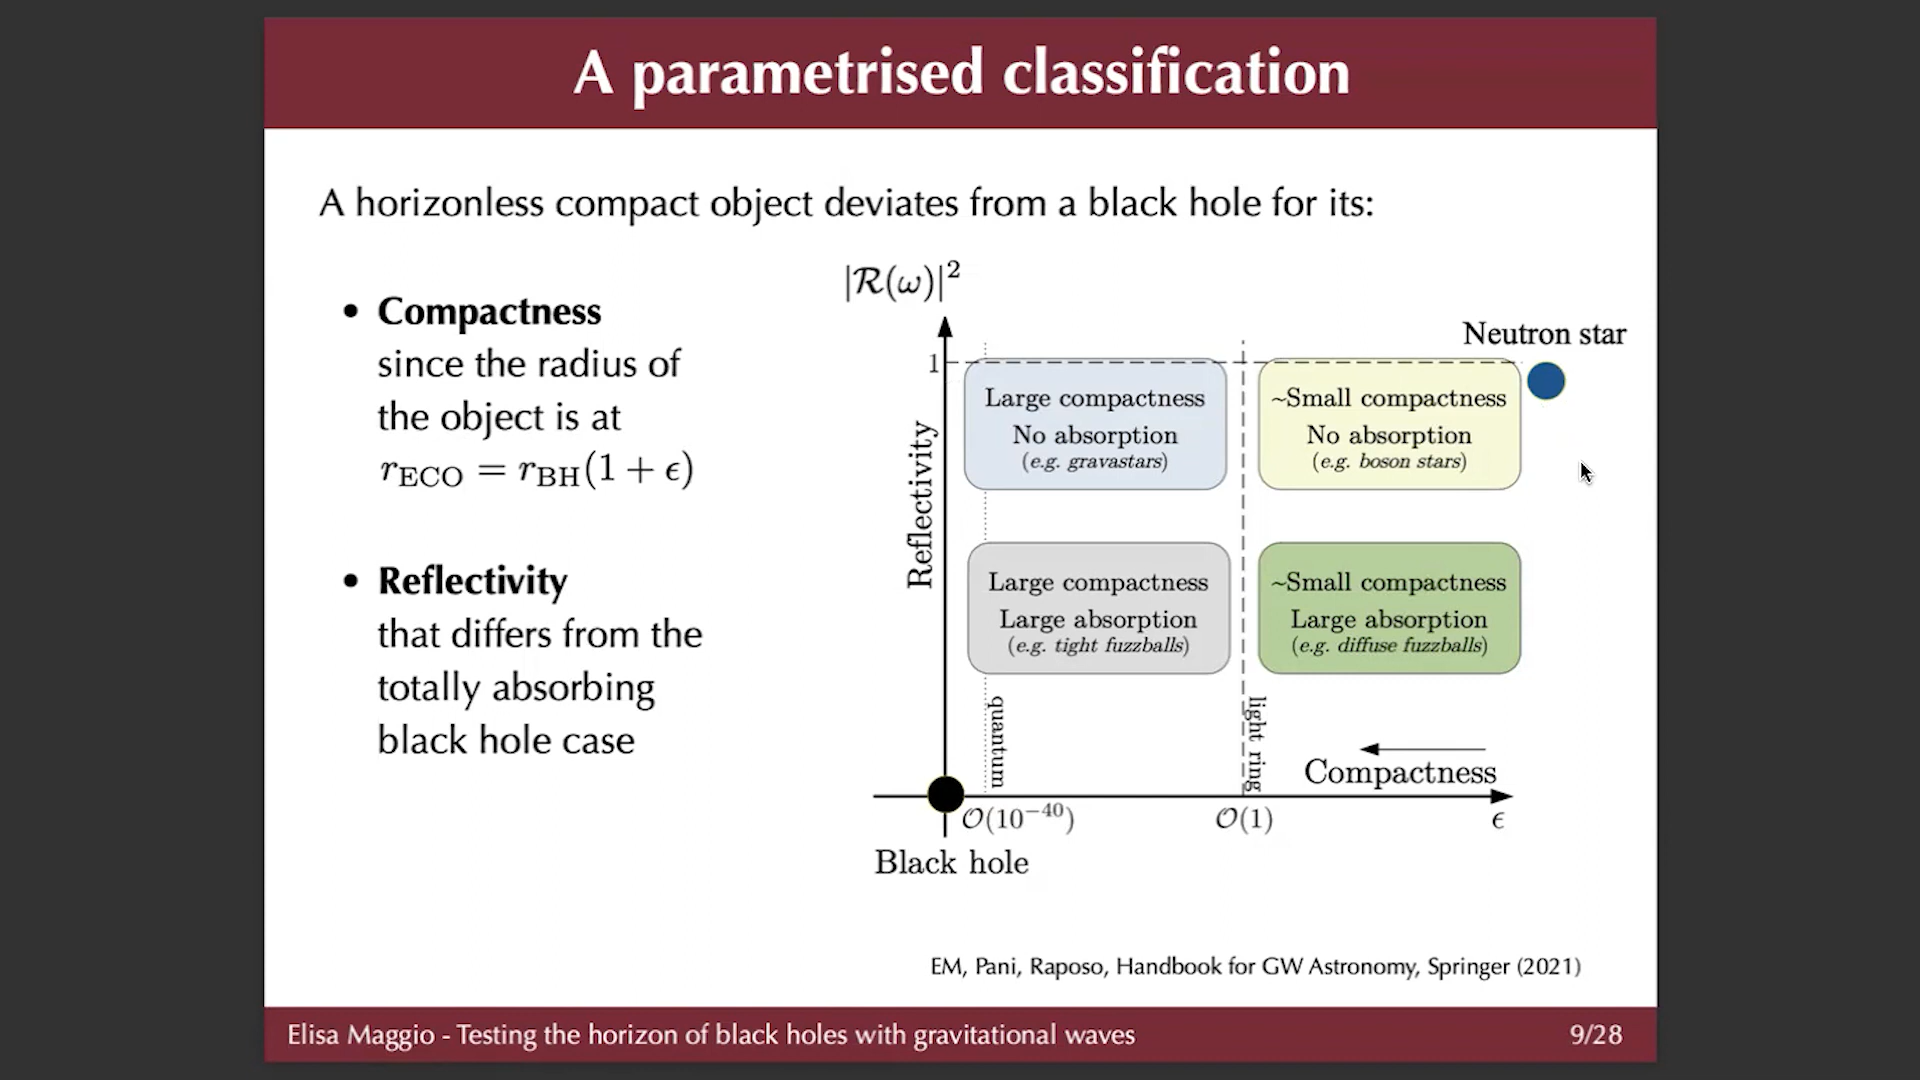 A parametrised classification
A horizonless compact object deviates from a black hole for its:
• Compactness
since the radius of
the object is at
r_ECO = r_BH(1 + ϵ)
• Reflectivity
that differs from the
totally absorbing
black hole case
|R(ω)|²
Neutron star
1
Reflectivity
Large compactness
No absorption
(e.g. gravastars)
~Small compactness
No absorption
(e.g. boson stars)
Large compactness
Large absorption
(e.g. tight fuzzballs)
~Small compactness
Large absorption
(e.g. diffuse fuzzballs)
quantum
light ring
Compactness
O(10⁻⁴⁰)
O(1)
ϵ
Black hole
EM, Pani, Raposo, Handbook for GW Astronomy, Springer (2021)
Elisa Maggio - Testing the horizon of black holes with gravitational waves
9/28